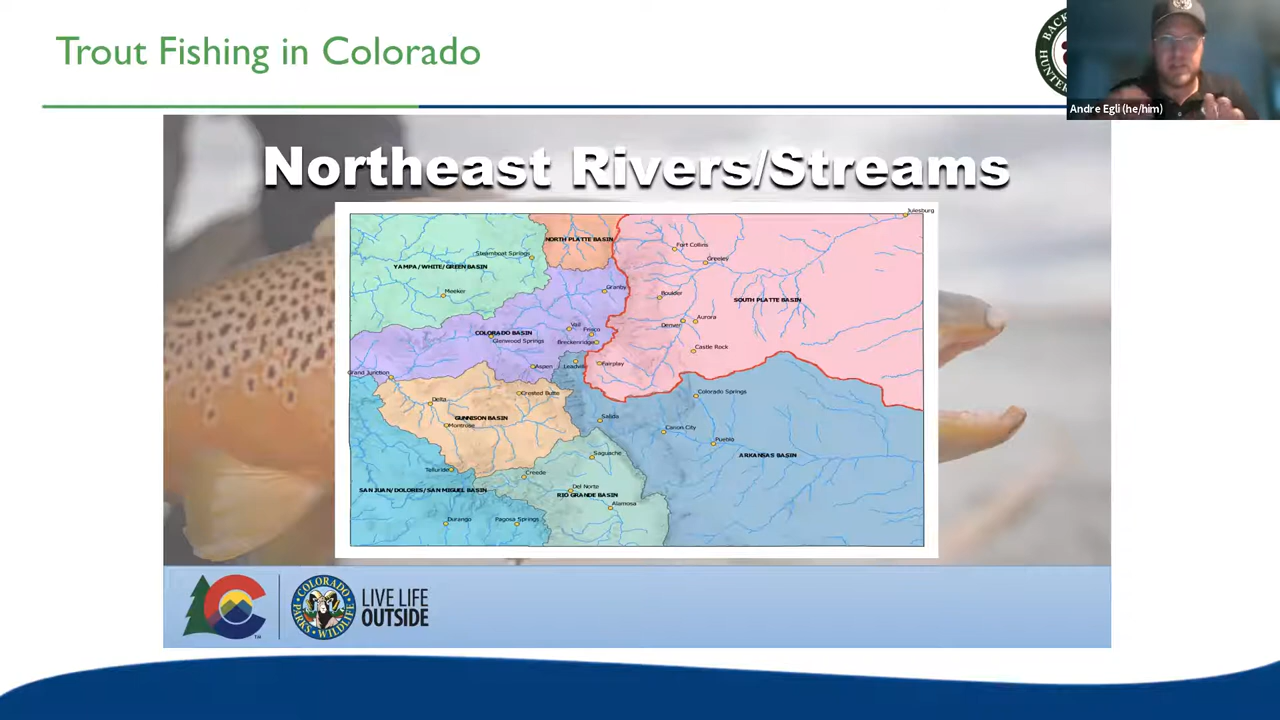 Trout Fishing in Colorado
BACK
HUNTER
Andre Egli (he/him)
Northeast Rivers/Streams
Julesburg
NORTH PLATTE BASIN
Fort Collins
Steamboat Springs
Greeley
YAMPA/WHITE/GREEN BASIN
Meeker
Granby
Boulder
SOUTH PLATTE BASIN
Vail
Denver
Aurora
COLORADO BASIN
Frisco
Glenwood Springs
Breckenridge
Castle Rock
Grand Junction
Aspen
Leadville
Fairplay
Crested Butte
Colorado Springs
Delta
GUNNISON BASIN
Montrose
Salida
Canon City
Pueblo
Saguache
ARKANSAS BASIN
Telluride
Creede
SAN JUAN/DOLORES/SAN MIGUEL BASIN
Del Norte
RIO GRANDE BASIN
Alamosa
Durango
Pagosa Springs
COLORADO
PARKS WILDLIFE
LIVE LIFE
OUTSIDE
TM